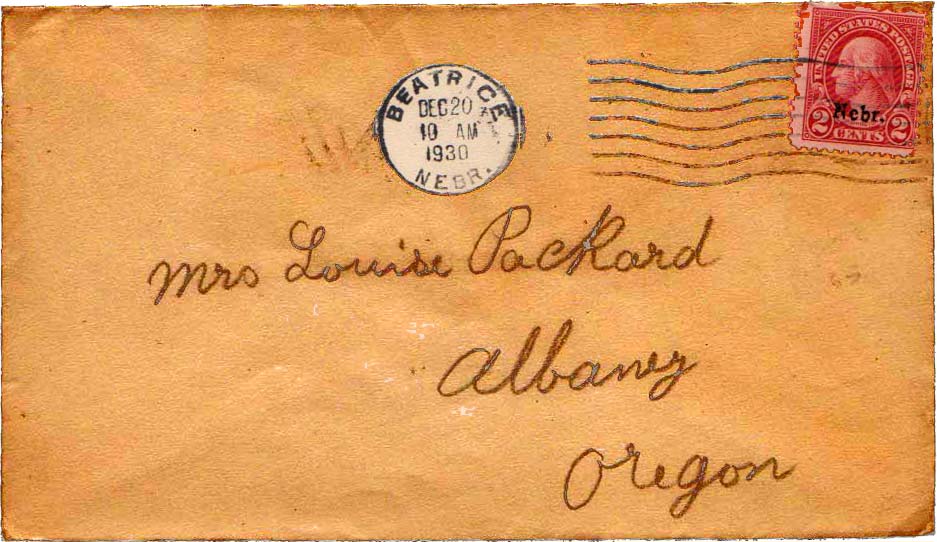 BEATRICE
DEC 20
10 AM
1930
NEBR.
UNITED STATES POSTAGE
Nebr.
2 CENTS 2
Mrs Louise Packard
Albany
Oregon